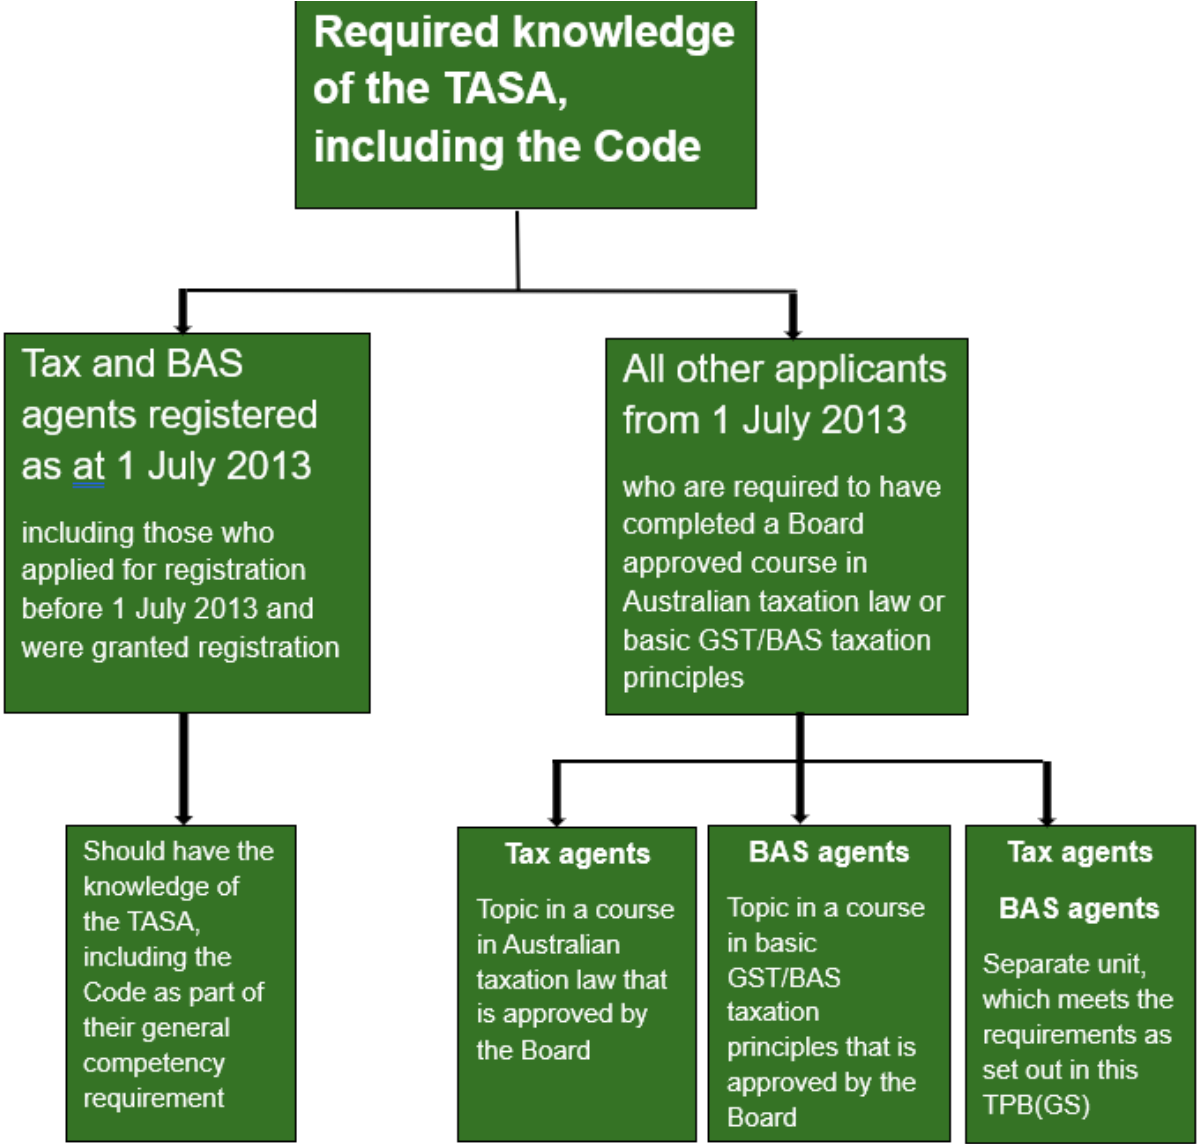 Required knowledge
of the TASA,
including the Code
Tax and BAS
agents registered
as at 1 July 2013
including those who
applied for registration
before 1 July 2013 and
were granted registration
All other applicants
from 1 July 2013
who are required to have
completed a Board
approved course in
Australian taxation law or
basic GST/BAS taxation
principles
Should have the
knowledge of
the TASA,
including the
Code as part of
their general
competency
requirement
Tax agents
Topic in a course
in Australian
taxation law that
is approved by
the Board
BAS agents
Topic in a course
in basic
GST/BAS
taxation
principles that is
approved by the
Board
Tax agents
BAS agents
Separate unit,
which meets the
requirements as
set out in this
TPB(GS)